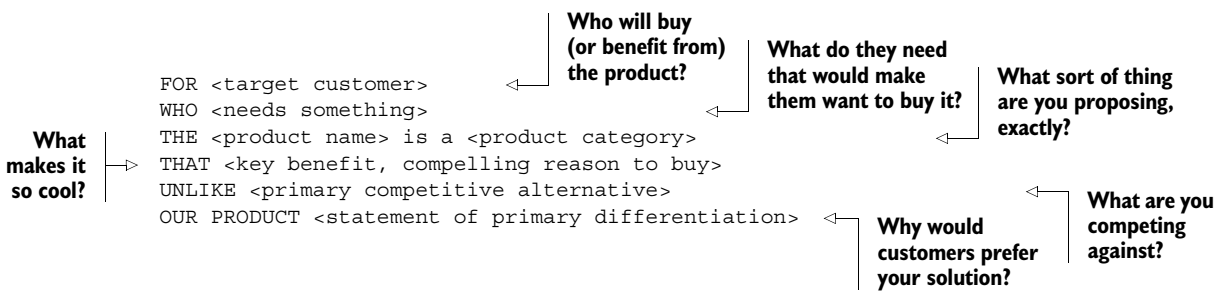 Who will buy
(or benefit from)
the product?
What do they need
that would make
them want to buy it?
What sort of thing
are you proposing,
exactly?
FOR <target customer>
WHO <needs something>
THE <product name> is a <product category>
THAT <key benefit, compelling reason to buy>
UNLIKE <primary competitive alternative>
OUR PRODUCT <statement of primary differentiation>
What
makes it
so cool?
What are you
competing
against?
Why would
customers prefer
your solution?